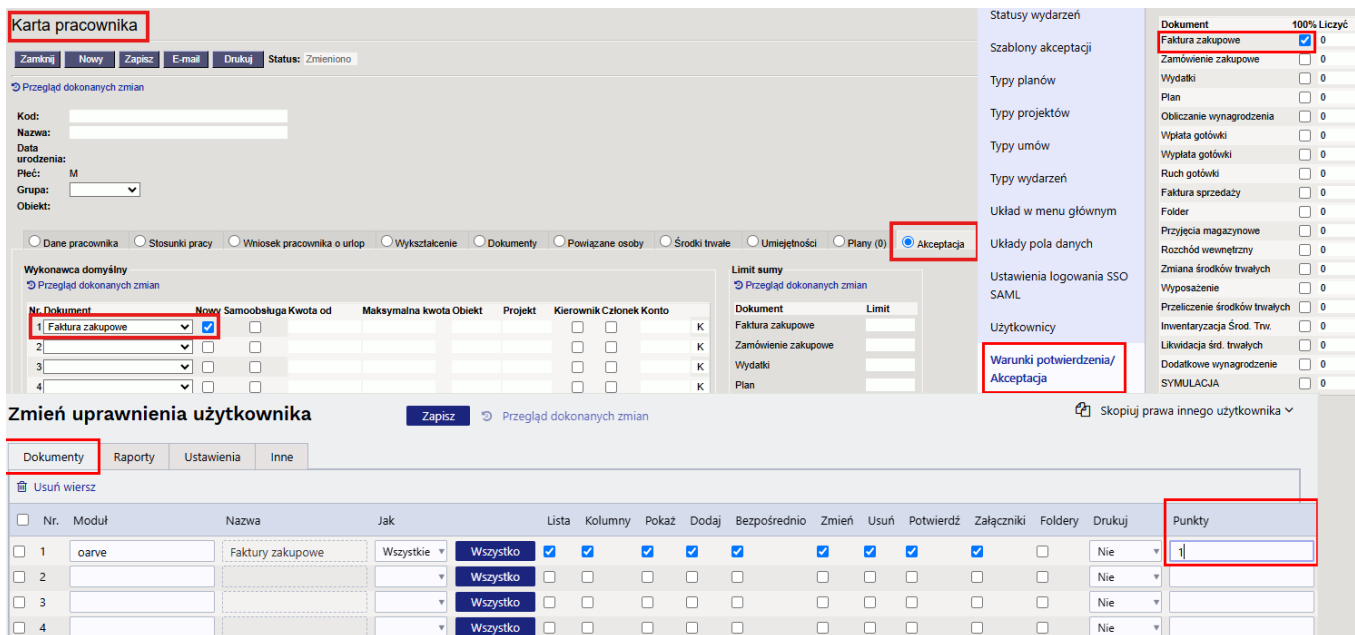 Karta pracownika
Zamknij Nowy Zapisz E-mail Drukuj Status: Zmieniono
Przegląd dokonanych zmian
Kod:
Nazwa:
Data
urodzenia:
Płeć: M
Grupa:
Obiekt:
Dane pracownika Stosunki pracy Wniosek pracownika o urlop Wykształcenie Dokumenty Powiązane osoby Środki trwałe Umiejętności Plany (0) Akceptacja
Wykonawca domyślny
Przegląd dokonanych zmian
Nr. Dokument Nowy Samoobsługa Kwota od Maksymalna kwota Obiekt Projekt Kierownik Członek Konto
1 Faktura zakupowe K
2 K
3 K
4 K
Limit sumy
Przegląd dokonanych zmian
Dokument Limit
Faktura zakupowe
Zamówienie zakupowe
Wydatki
Plan
Statusy wydarzeń
Szablony akceptacji
Typy planów
Typy projektów
Typy umów
Typy wydarzeń
Układ w menu głównym
Układy pola danych
Ustawienia logowania SSO
SAML
Użytkownicy
Warunki potwierdzenia/
Akceptacja
Dokument 100% Liczyć
Faktura zakupowe 0
Zamówienie zakupowe 0
Wydatki 0
Plan 0
Obliczanie wynagrodzenia 0
Wpłata gotówki 0
Wypłata gotówki 0
Ruch gotówki 0
Faktura sprzedaży 0
Folder 0
Przyjęcia magazynowe 0
Rozchód wewnętrzny 0
Zmiana środków trwałych 0
Wyposażenie 0
Przeliczenie środków trwałych 0
Inwentaryzacja Środ. Trw. 0
Likwidacja śrd. trwałych 0
Dodatkowe wynagrodzenie 0
SYMULACJA 0
Zmień uprawnienia użytkownika Zapisz Przegląd dokonanych zmian Skopiuj prawa innego użytkownika
Dokumenty Raporty Ustawienia Inne
Usuń wiersz
Nr. Moduł Nazwa Jak Lista Kolumny Pokaż Dodaj Bezpośrednio Zmień Usuń Potwierdź Załączniki Foldery Drukuj Punkty
1 oarve Faktury zakupowe Wszystkie Wszystko Nie 1
2 Wszystko Nie
3 Wszystko Nie
4 Wszystko Nie